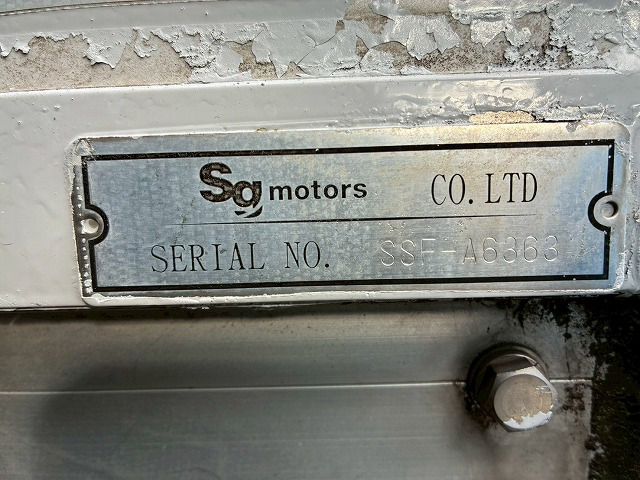 Sg motors CO.LTD
SERIAL NO. SSF-A6363